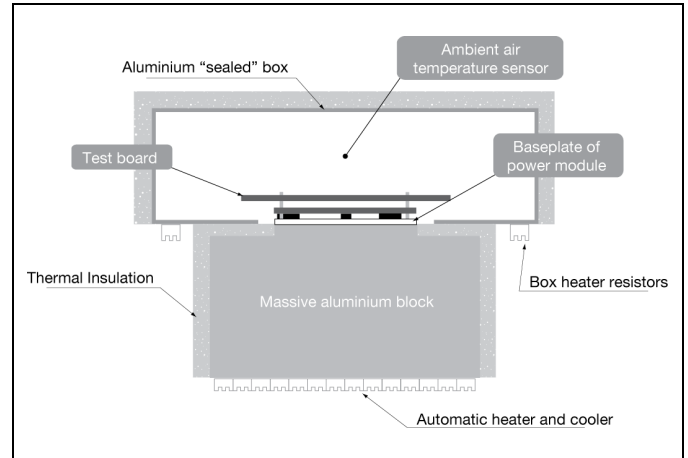 Ambient air
temperature sensor
Aluminium “sealed” box
Test board
Baseplate of
power module
Thermal Insulation
Massive aluminium block
Box heater resistors
Automatic heater and cooler